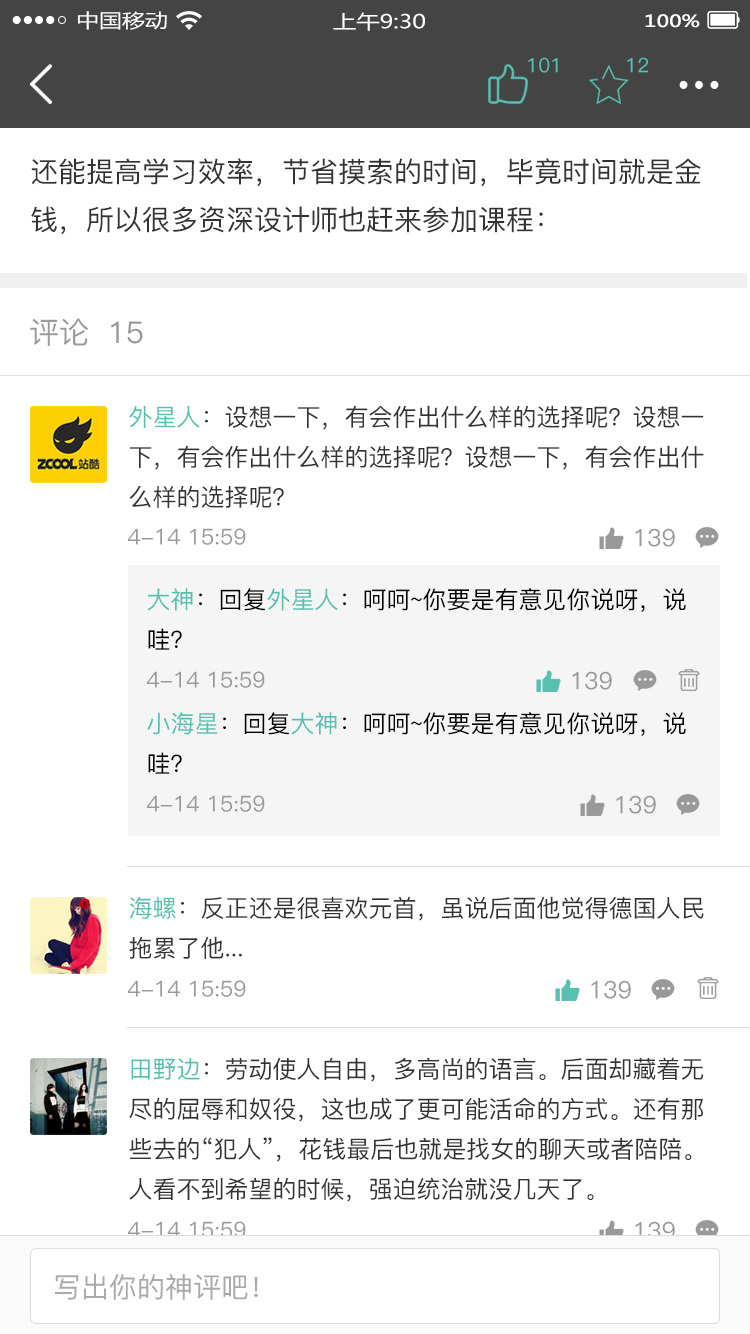 中国移动 上午9:30 100%
101 12
还能提高学习效率，节省摸索的时间，毕竟时间就是金
钱，所以很多资深设计师也赶来参加课程：
评论 15
ZCOOL站酷
外星人：设想一下，有会作出什么样的选择呢？设想一
下，有会作出什么样的选择呢？设想一下，有会作出什
么样的选择呢？
4-14 15:59 139
大神：回复外星人：呵呵~你要是有意见你说呀，说
哇？
4-14 15:59 139
小海星：回复大神：呵呵~你要是有意见你说呀，说
哇？
4-14 15:59 139
海螺：反正还是很喜欢元首，虽说后面他觉得德国人民
拖累了他...
4-14 15:59 139
田野边：劳动使人自由，多高尚的语言。后面却藏着无
尽的屈辱和奴役，这也成了更可能活命的方式。还有那
些去的“犯人”，花钱最后也就是找女的聊天或者陪陪。
人看不到希望的时候，强迫统治就没几天了。
4-14 15:59 139
写出你的神评吧！